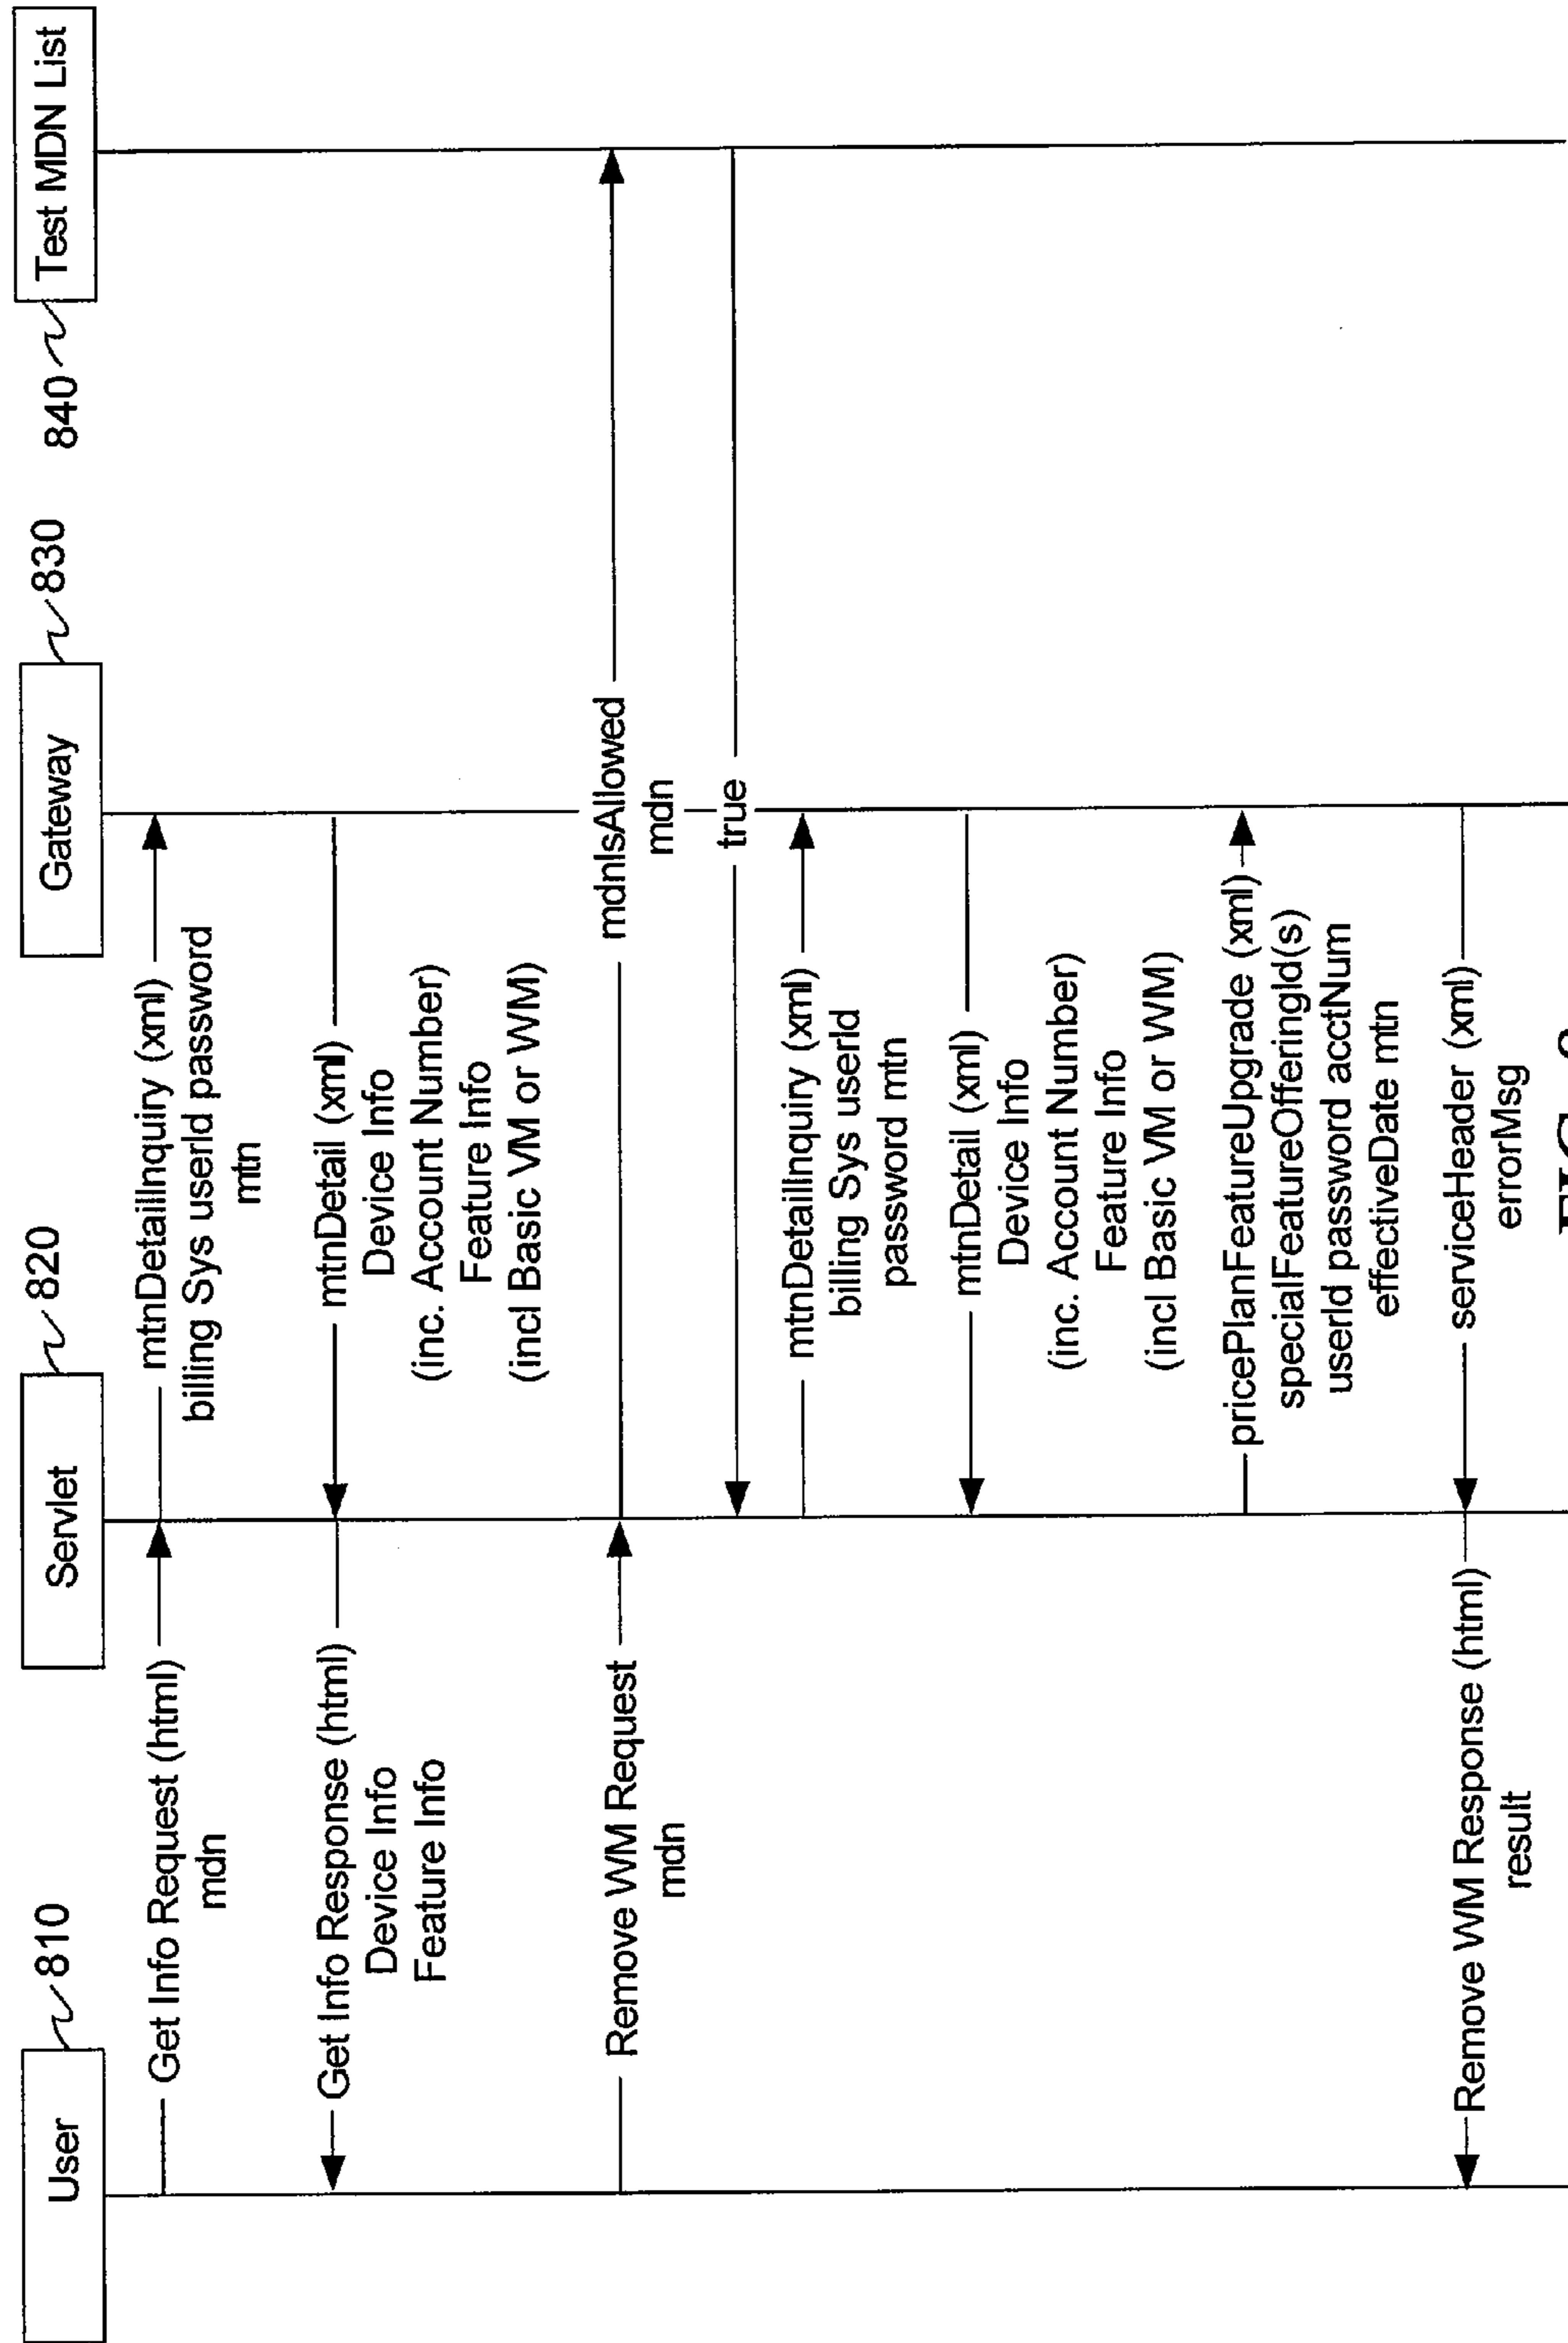 User
810
Servlet
820
Gateway
830
840
Test MDN List
Get Info Request (html)
mdn
mtnDetailInquiry (xml)
billing Sys userId password
mtn
Get Info Response (html)
Device Info
Feature Info
mtnDetail (xml)
Device Info
(inc. Account Number)
Feature Info
(incl Basic VM or WM)
Remove WM Request
mdn
mdnIsAllowed
mdn
true
mtnDetailInquiry (xml)
billing Sys userId
password mtn
mtnDetail (xml)
Device Info
(inc. Account Number)
Feature Info
(incl Basic VM or WM)
pricePlanFeatureUpgrade (xml)
specialFeatureOfferingId(s)
userId password acctNum
effectiveDate mtn
Remove WM Response (html)
result
serviceHeader (xml)
errorMsg